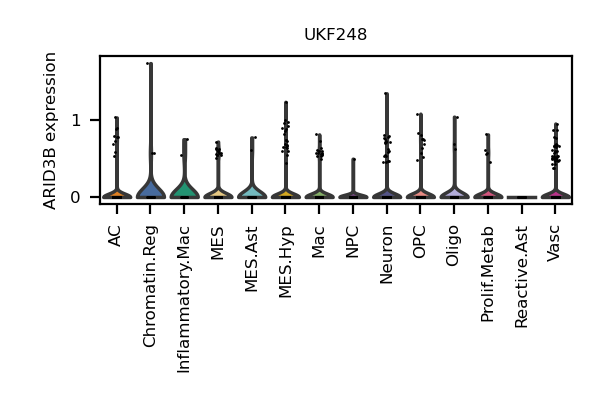 UKF248
ARID3B expression
1
0
AC
Chromatin.Reg
Inflammatory.Mac
MES
MES.Ast
MES.Hyp
Mac
NPC
Neuron
OPC
Oligo
Prolif.Metab
Reactive.Ast
Vasc